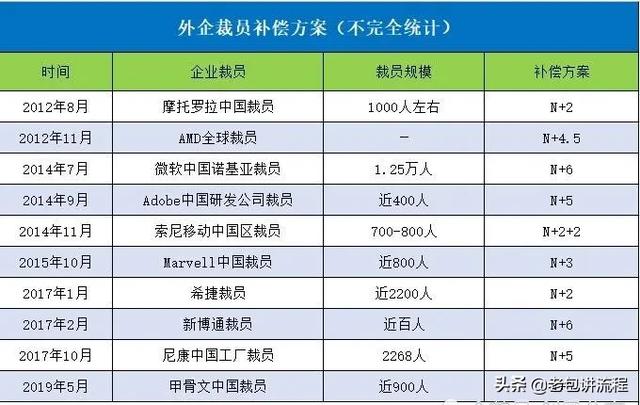 外企裁员补偿方案（不完全统计）
时间 企业裁员 裁员规模 补偿方案
2012年8月 摩托罗拉中国裁员 1000人左右 N+2
2012年11月 AMD全球裁员 — N+4.5
2014年7月 微软中国诺基亚裁员 1.25万人 N+6
2014年9月 Adobe中国研发公司裁员 近400人 N+5
2014年11月 索尼移动中国区裁员 700-800人 N+2+2
2015年10月 Marvell中国裁员 近800人 N+3
2017年1月 希捷裁员 近2200人 N+2
2017年2月 新博通裁员 近百人 N+6
2017年10月 尼康中国工厂裁员 2268人 N+5
2019年5月 甲骨文中国裁员 近900人
头条 @老包讲流程